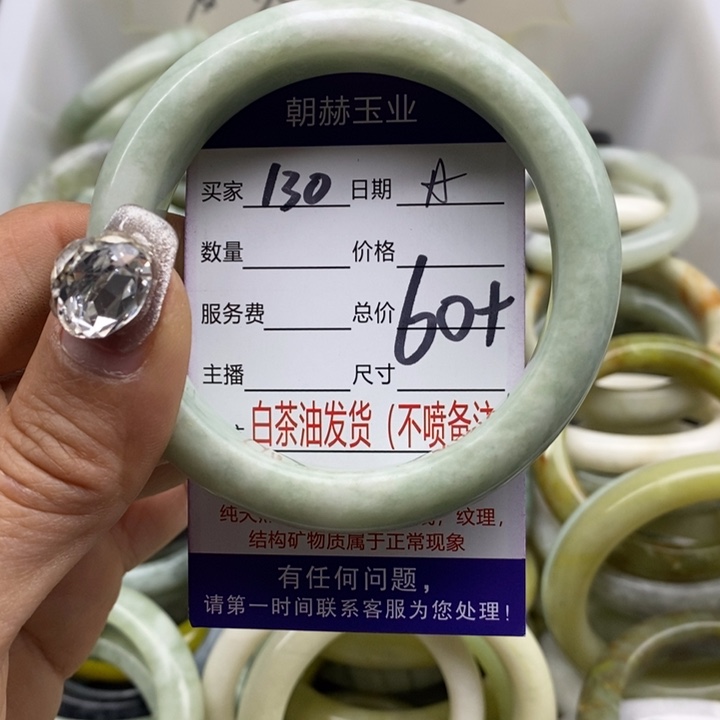 朝赫玉业
买家 130 日期 A
数量 价格
服务费 总价 60+
主播 尺寸
白茶油发货（不喷备注
纯天 纹理，
结构矿物质属于正常现象
有任何问题，
请第一时间联系客服为您处理！